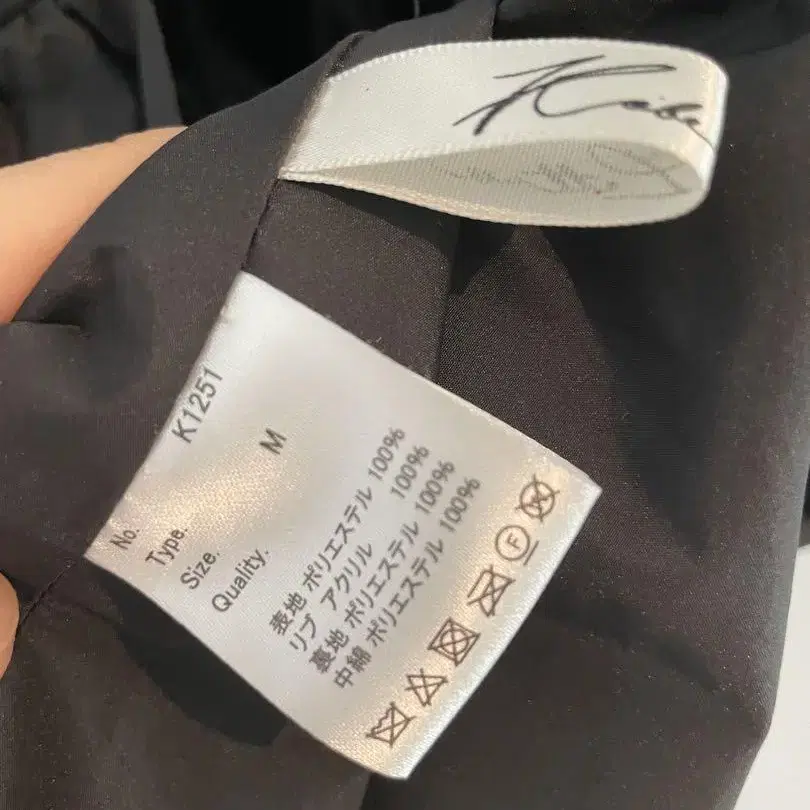 No. K1251
Type.
Size. M
Quality.
表地 ポリエステル 100%
リブ アクリル 100%
裏地 ポリエステル 100%
中綿 ポリエステル 100%
F